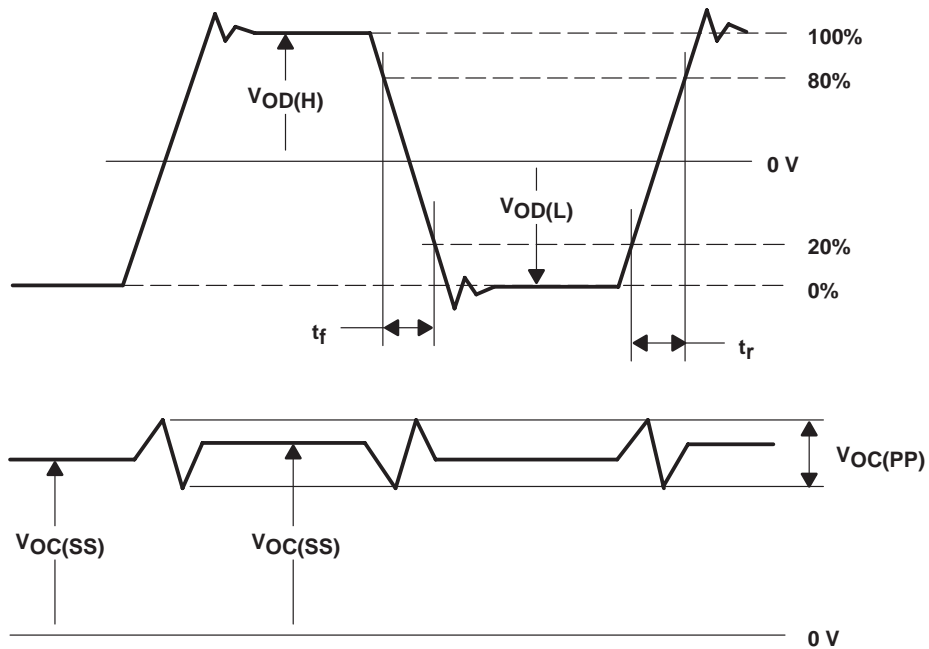 100%
80%
VOD(H)
0 V
VOD(L)
20%
0%
tf
tr
VOC(PP)
VOC(SS)
VOC(SS)
0 V